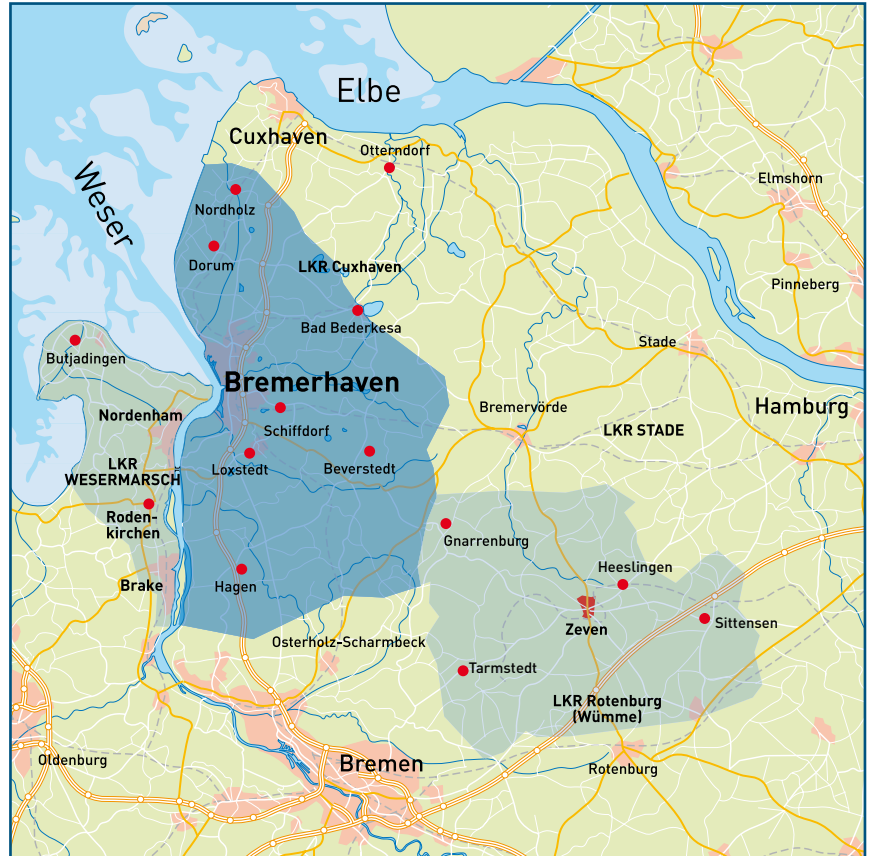 Elbe
Cuxhaven
Otterndorf
Weser
Elmshorn
Nordholz
Dorum
LKR Cuxhaven
Pinneberg
Bad Bederkesa
Stade
Butjadingen
Bremerhaven
Nordenham
Bremervörde
Hamburg
Schiffdorf
LKR STADE
LKR
WESERMARSCH
Loxstedt
Beverstedt
Roden-
kirchen
Gnarrenburg
Heeslingen
Brake
Hagen
Sittensen
Zeven
Osterholz-Scharmbeck
Tarmstedt
LKR Rotenburg
(Wümme)
Oldenburg
Bremen
Rotenburg